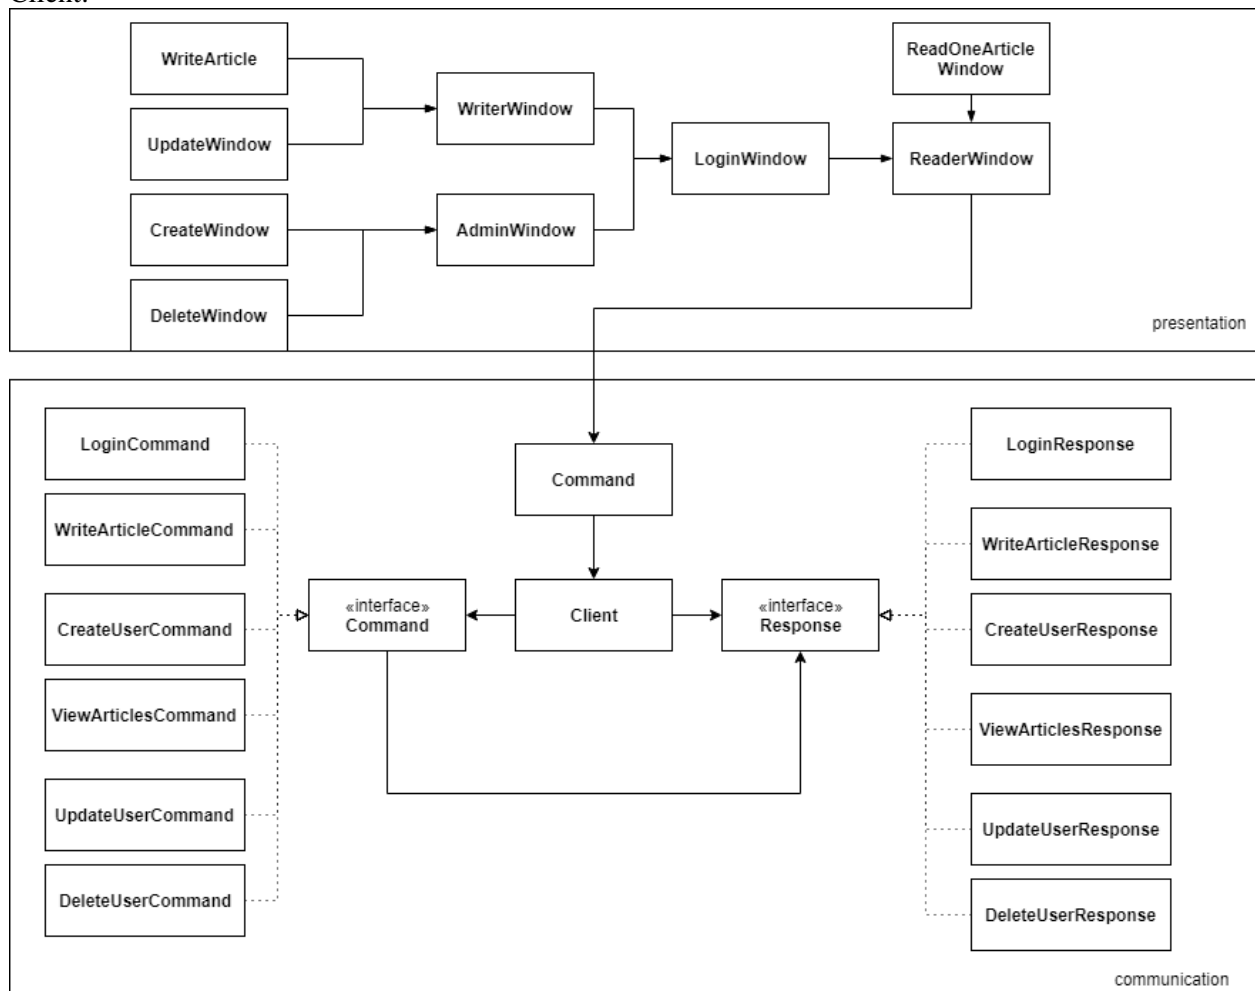 Client:
WriteArticle
ReadOneArticle
Window
WriterWindow
UpdateWindow
LoginWindow
ReaderWindow
CreateWindow
AdminWindow
DeleteWindow
presentation
LoginCommand
LoginResponse
Command
WriteArticleCommand
WriteArticleResponse
«interface»
Command
Client
«interface»
Response
CreateUserCommand
CreateUserResponse
ViewArticlesCommand
ViewArticlesResponse
UpdateUserCommand
UpdateUserResponse
DeleteUserCommand
DeleteUserResponse
communication